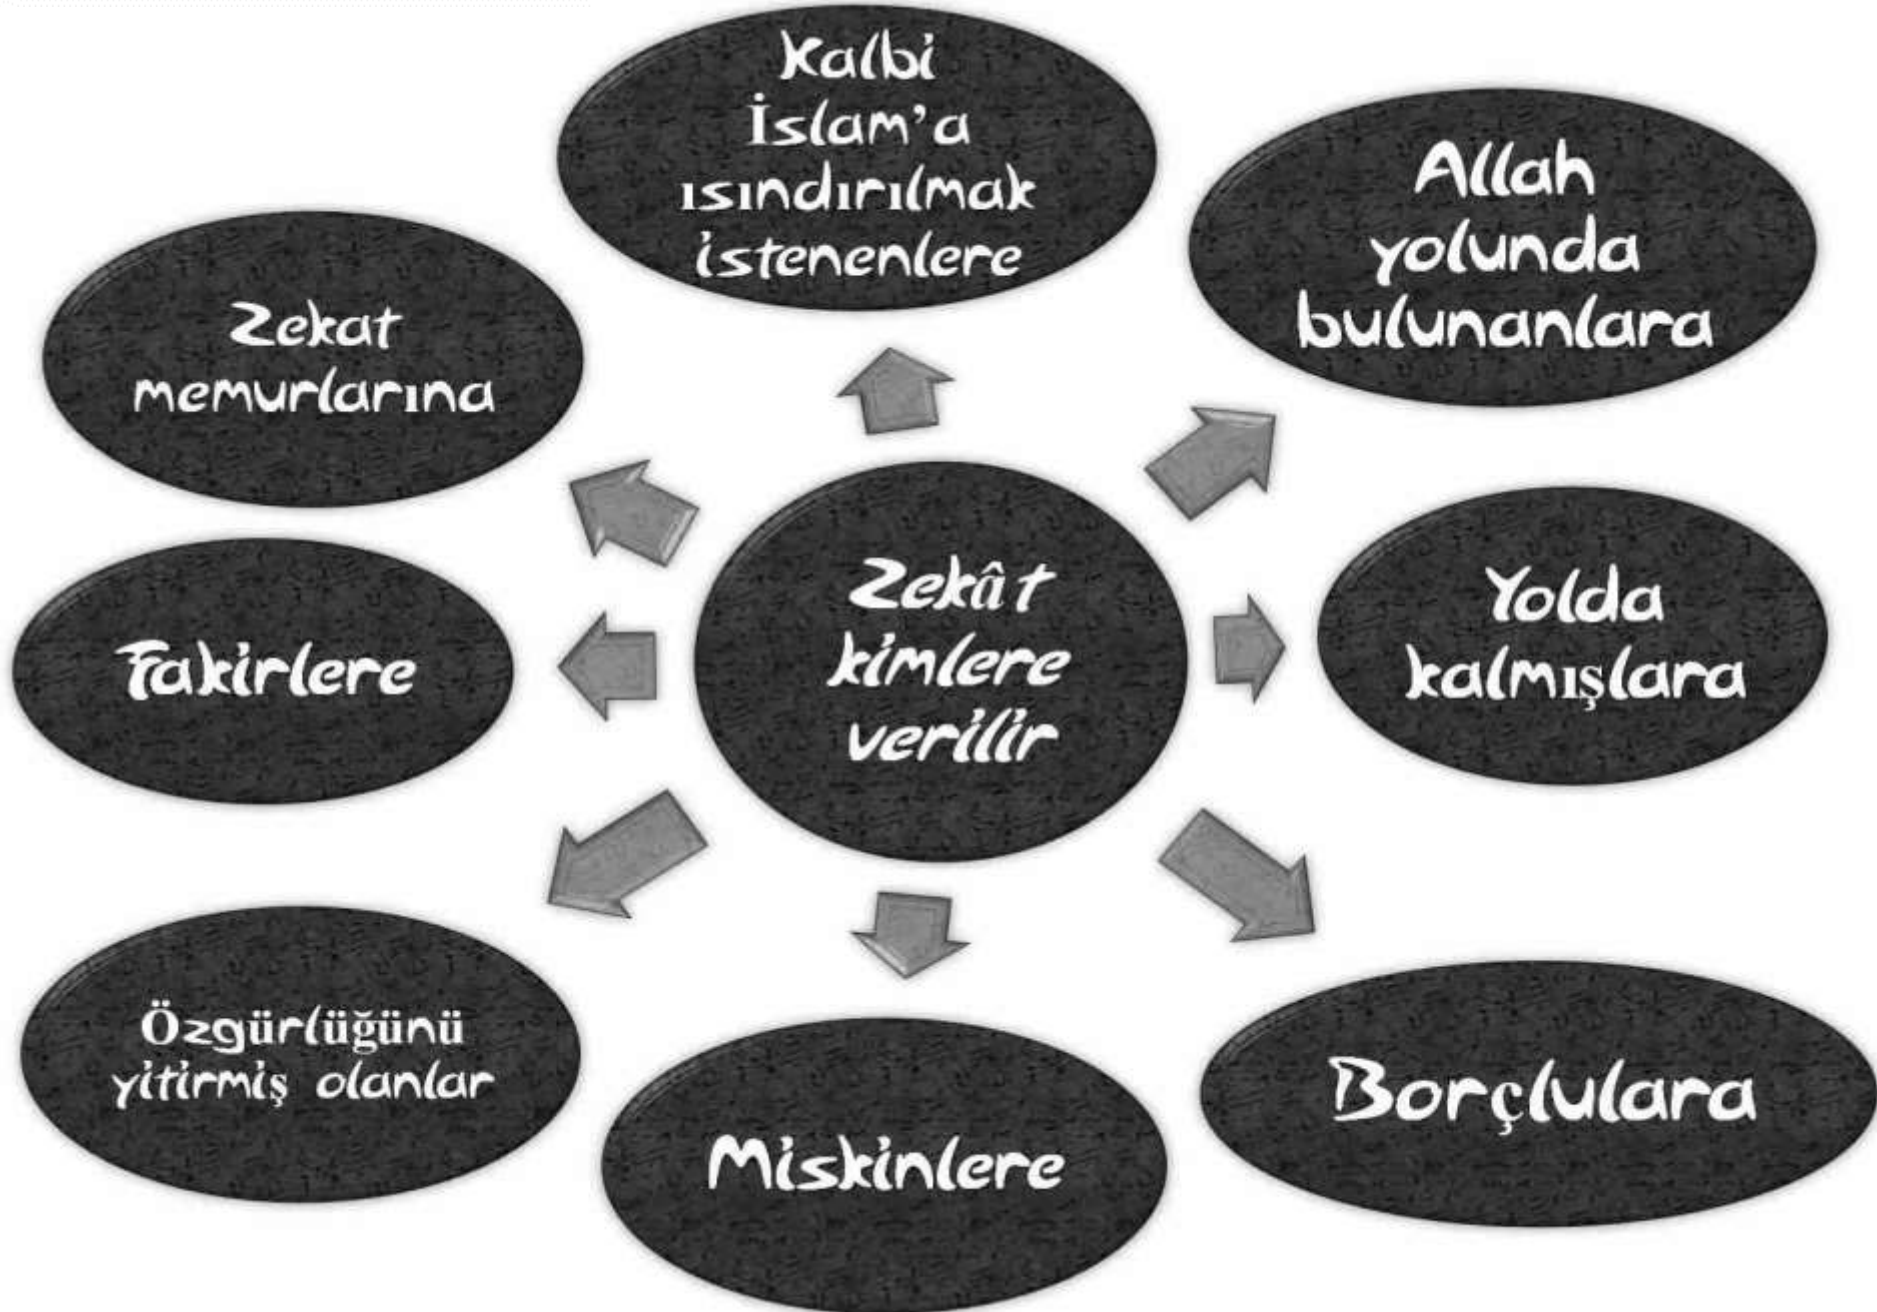 Kalbi
İslam'a
ısındırılmak
istenenlere
Allah
yolunda
bulunanlara
Zekat
memurlarına
Zekât
kimlere
verilir
Yolda
kalmışlara
Fakirlere
Özgürlüğünü
yitirmiş olanlar
Miskinlere
Borçlulara